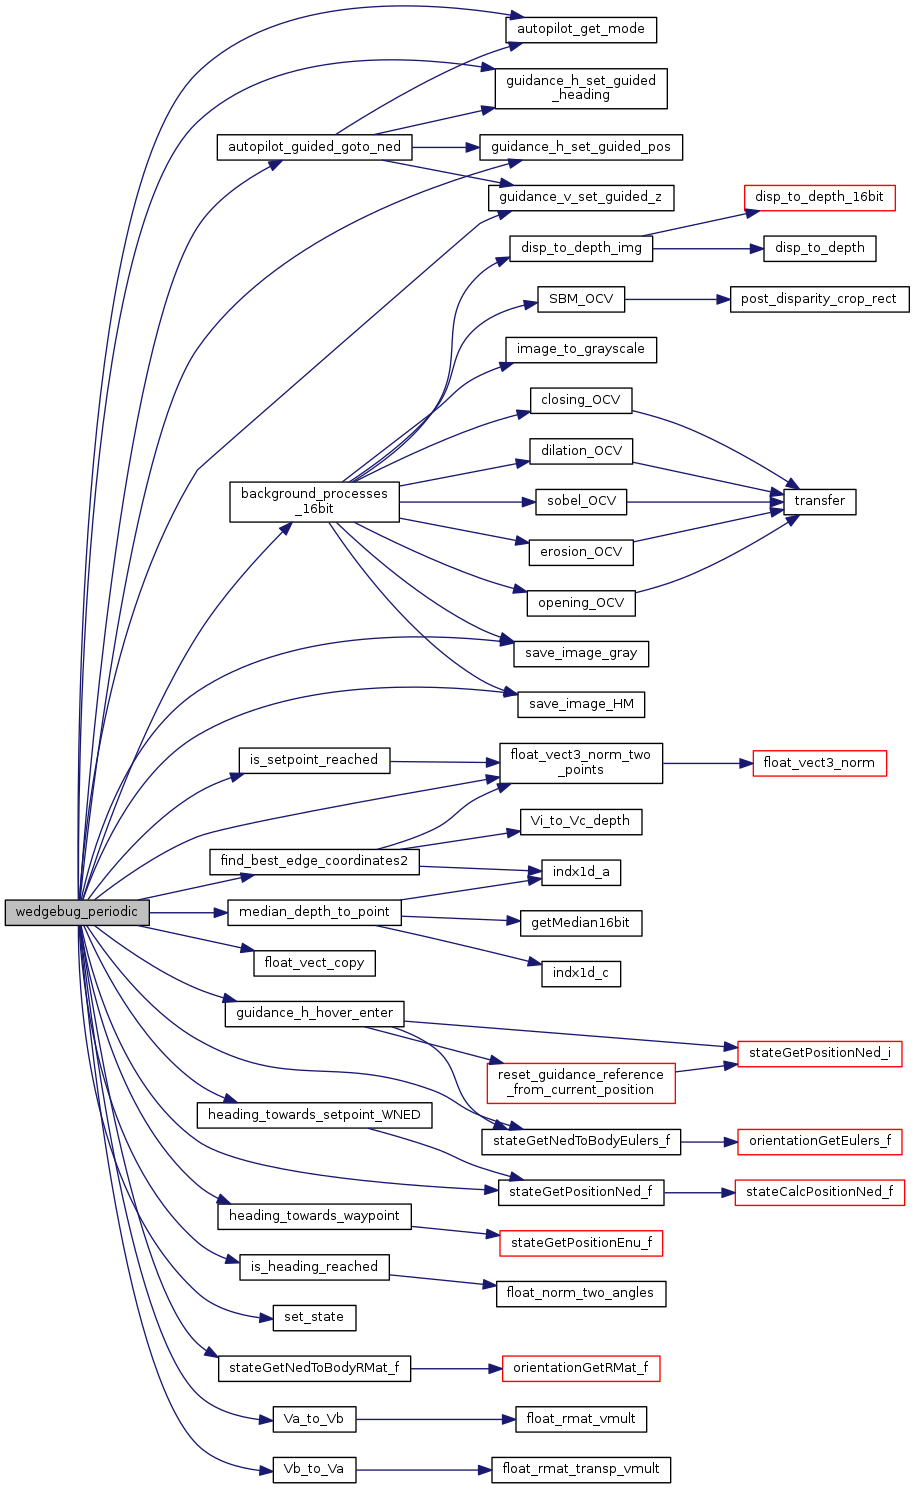 autopilot_get_mode
guidance_h_set_guided
_heading
autopilot_guided_goto_ned
guidance_h_set_guided_pos
guidance_v_set_guided_z
disp_to_depth_16bit
disp_to_depth_img
disp_to_depth
SBM_OCV
post_disparity_crop_rect
image_to_grayscale
closing_OCV
dilation_OCV
background_processes
_16bit
sobel_OCV
transfer
erosion_OCV
opening_OCV
save_image_gray
save_image_HM
is_setpoint_reached
float_vect3_norm_two
_points
float_vect3_norm
Vi_to_Vc_depth
find_best_edge_coordinates2
indx1d_a
wedgebug_periodic
median_depth_to_point
getMedian16bit
float_vect_copy
indx1d_c
guidance_h_hover_enter
stateGetPositionNed_i
reset_guidance_reference
_from_current_position
heading_towards_setpoint_WNED
stateGetNedToBodyEulers_f
orientationGetEulers_f
stateGetPositionNed_f
stateCalcPositionNed_f
heading_towards_waypoint
stateGetPositionEnu_f
is_heading_reached
float_norm_two_angles
set_state
stateGetNedToBodyRMat_f
orientationGetRMat_f
Va_to_Vb
float_rmat_vmult
Vb_to_Va
float_rmat_transp_vmult